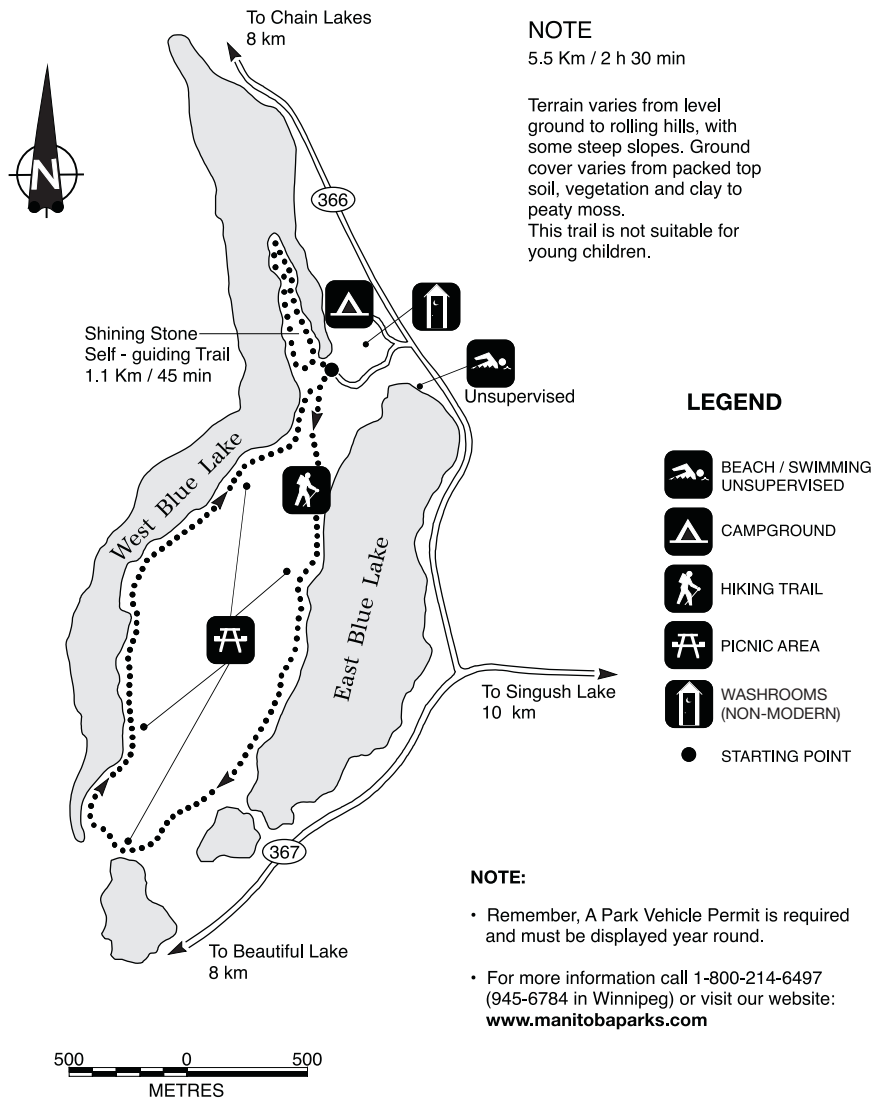 To Chain Lakes
8 km
NOTE
5.5 Km / 2 h 30 min
Terrain varies from level
ground to rolling hills, with
some steep slopes. Ground
cover varies from packed top
soil, vegetation and clay to
peaty moss.
This trail is not suitable for
young children.
N
366
Shining Stone
Self - guiding Trail
1.1 Km / 45 min
Unsupervised
West Blue Lake
East Blue Lake
To Singush Lake
10 km
367
To Beautiful Lake
8 km
LEGEND
BEACH / SWIMMING
UNSUPERVISED
CAMPGROUND
HIKING TRAIL
PICNIC AREA
WASHROOMS
(NON-MODERN)
STARTING POINT
NOTE:
• Remember, A Park Vehicle Permit is required
and must be displayed year round.
• For more information call 1-800-214-6497
(945-6784 in Winnipeg) or visit our website:
www.manitobaparks.com
500 0 500
METRES